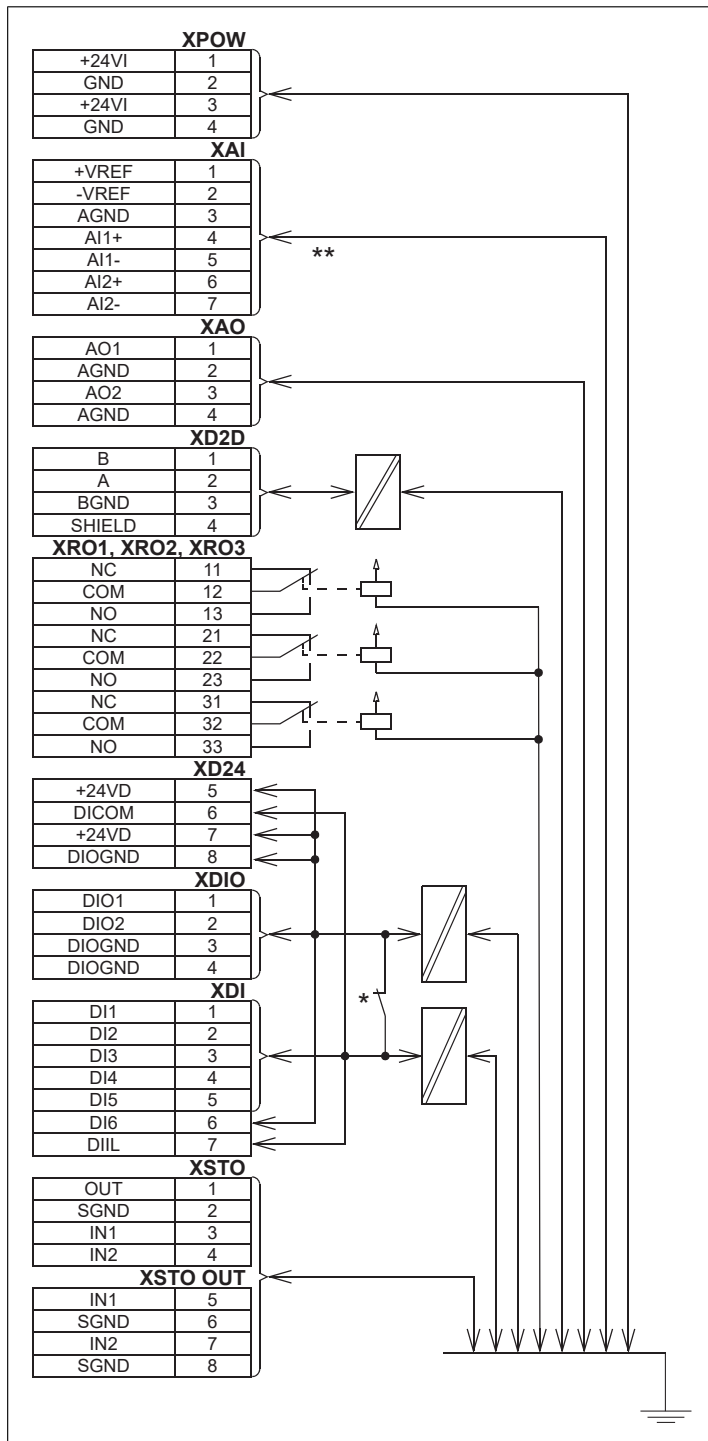 XPOW
+24VI 1
GND 2
+24VI 3
GND 4
XAI
+VREF 1
-VREF 2
AGND 3
AI1+ 4
AI1- 5
AI2+ 6
AI2- 7
**
XAO
AO1 1
AGND 2
AO2 3
AGND 4
XD2D
B 1
A 2
BGND 3
SHIELD 4
XRO1, XRO2, XRO3
NC 11
COM 12
NO 13
NC 21
COM 22
NO 23
NC 31
COM 32
NO 33
XD24
+24VD 5
DICOM 6
+24VD 7
DIOGND 8
XDIO
DIO1 1
DIO2 2
DIOGND 3
DIOGND 4
*
XDI
DI1 1
DI2 2
DI3 3
DI4 4
DI5 5
DI6 6
DIIL 7
XSTO
OUT 1
SGND 2
IN1 3
IN2 4
XSTO OUT
IN1 5
SGND 6
IN2 7
SGND 8